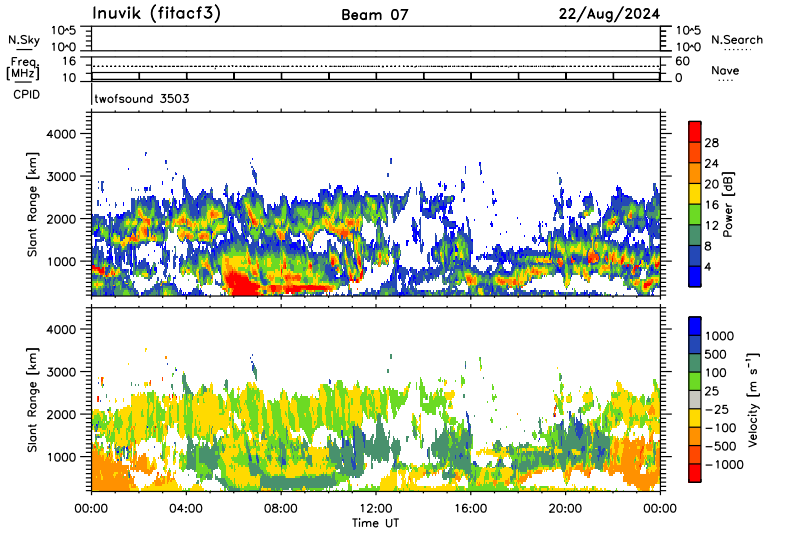 Inuvik (fitacf3) Beam 07 22/Aug/2024
N.Sky 10^5 10^0 10^5 10^0 N.Search
Freq. [MHz] 16 10 60 0 Nave
CPID twofsound 3503
Slant Range [km] 4000 3000 2000 1000
Power [dB] 28 24 20 16 12 8 4
Slant Range [km] 4000 3000 2000 1000
Velocity [m s⁻¹] 1000 500 100 25 −25 −100 −500 −1000
00:00 04:00 08:00 12:00 16:00 20:00 00:00
Time UT